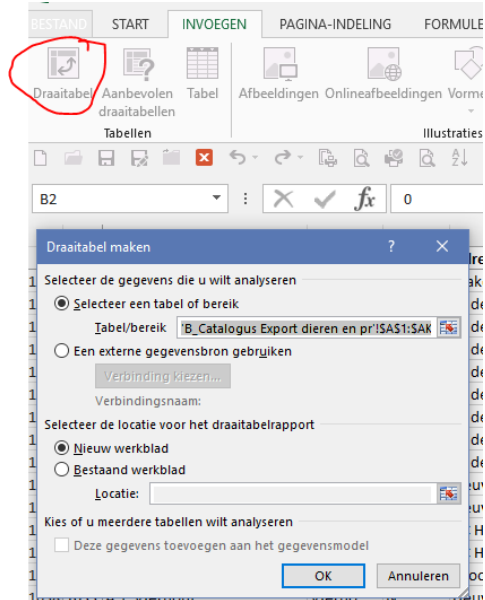 BESTAND START INVOEGEN PAGINA-INDELING FORMULE
Draaitabel Aanbevolen draaitabellen Tabel Afbeeldingen Onlineafbeeldingen Vorme
Tabellen Illustraties
B2 fx 0
Draaitabel maken ? ×
Selecteer de gegevens die u wilt analyseren
Selecteer een tabel of bereik
Tabel/bereik 'B_Catalogus Export dieren en pr'!$A$1:$AK
Een externe gegevensbron gebruiken
Verbinding kiezen...
Verbindingsnaam:
Selecteer de locatie voor het draaitabelrapport
Nieuw werkblad
Bestaand werkblad
Locatie:
Kies of u meerdere tabellen wilt analyseren
Deze gegevens toevoegen aan het gegevensmodel
OK Annuleren